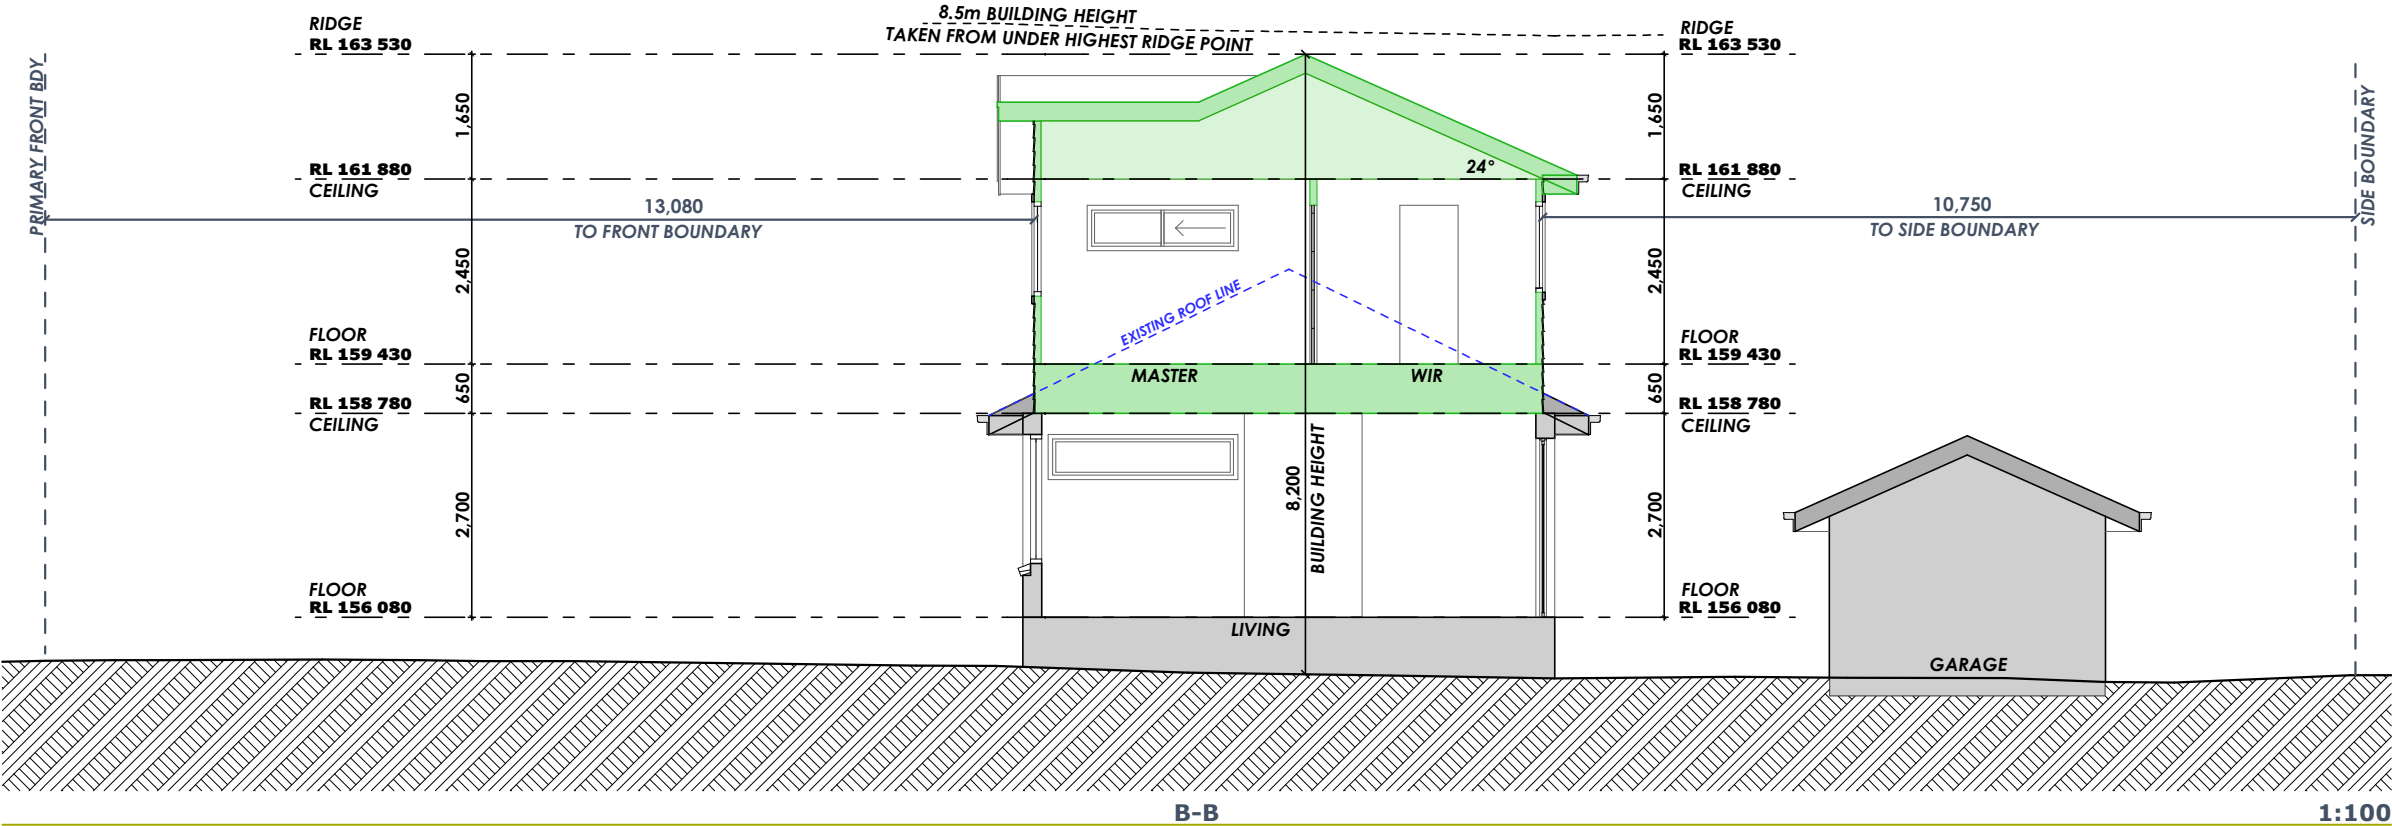 8.5m BUILDING HEIGHT
TAKEN FROM UNDER HIGHEST RIDGE POINT
RIDGE
RL 163 530
RIDGE
RL 163 530
PRIMARY FRONT BDY
SIDE BOUNDARY
1,650
1,650
24°
RL 161 880
CEILING
RL 161 880
CEILING
13,080
TO FRONT BOUNDARY
10,750
TO SIDE BOUNDARY
2,450
2,450
EXISTING ROOF LINE
FLOOR
RL 159 430
FLOOR
RL 159 430
MASTER
WIR
650
650
RL 158 780
CEILING
RL 158 780
CEILING
2,700
8,200
BUILDING HEIGHT
2,700
FLOOR
RL 156 080
FLOOR
RL 156 080
LIVING
GARAGE
B-B
1:100